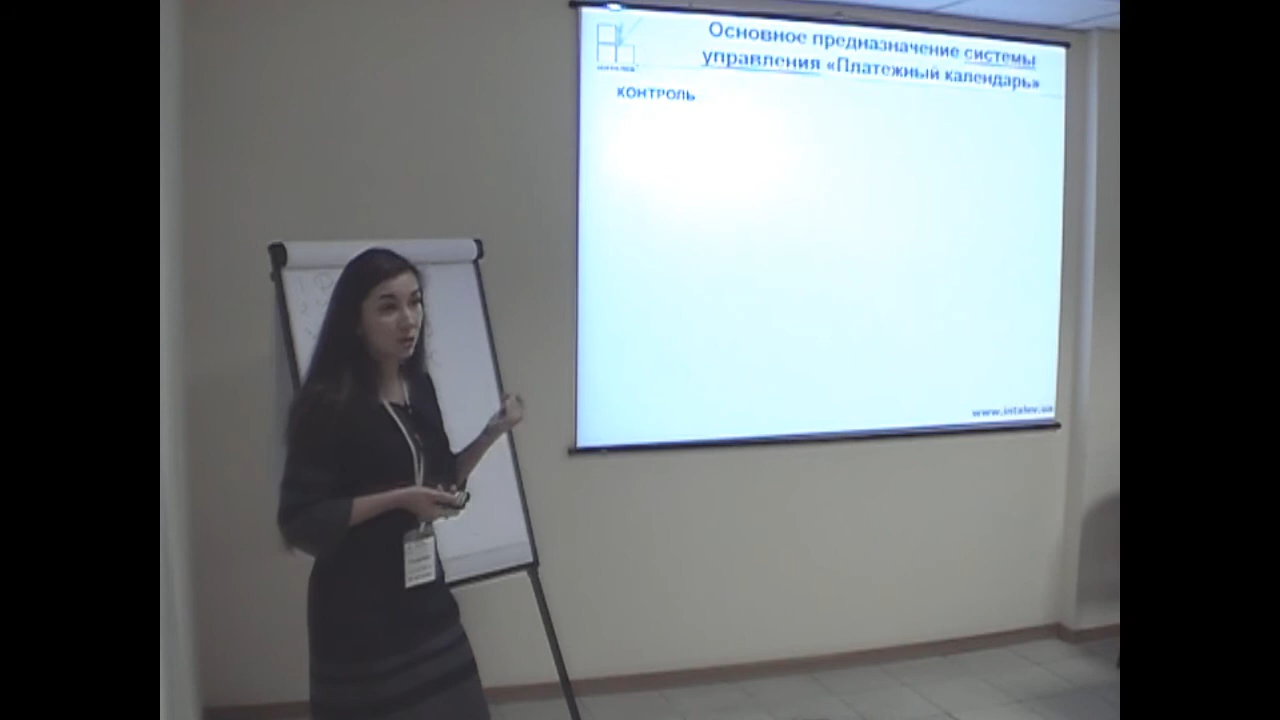 Основное предназначение системы
управления «Платежный календарь»
КОНТРОЛЬ
www.intalev.ua